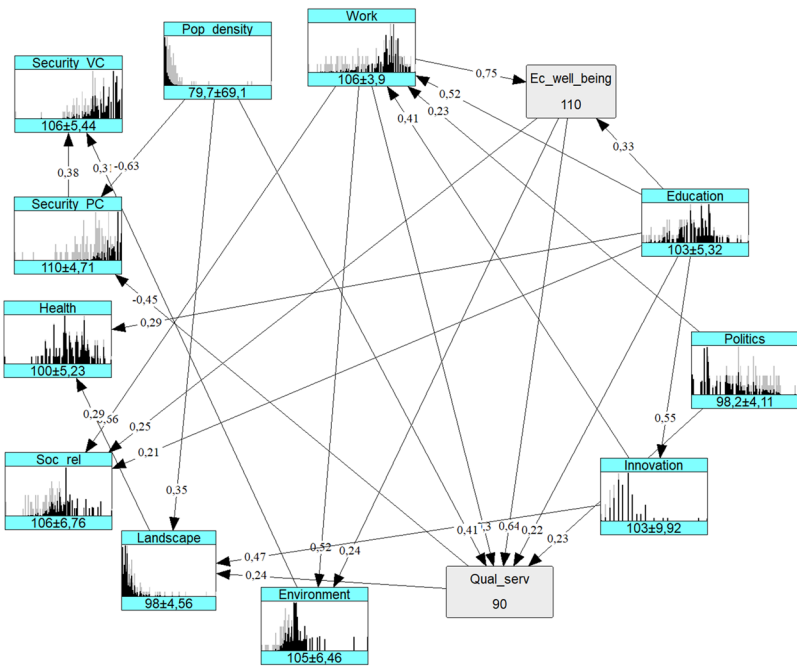 Work
106±3,9
Pop_density
79,7±69,1
Security_VC
106±5,44
Ec_well_being
110
0,75
0,52
0,23
0,41
0,33
0,38
-0,63
Security_PC
110±4,71
Education
103±5,32
-0,45
Health
100±5,23
0,29
Politics
98,2±4,11
0,29
0,25
0,21
0,55
Soc_rel
106±6,76
Innovation
103±9,92
0,35
0,41
0,64
0,22
0,23
Landscape
98±4,56
0,47
0,52
0,24
0,24
Qual_serv
90
Environment
105±6,46